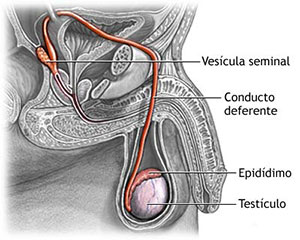 Vesícula seminal
Conducto
deferente
Epidídimo
Testículo